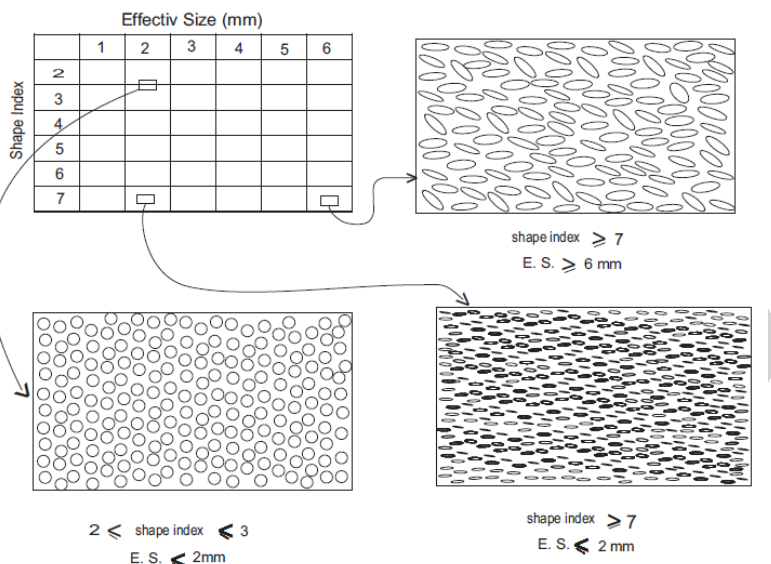 Effectiv Size (mm)
1 2 3 4 5 6
Shape Index
2
3
4
5
6
7
shape index ⩾ 7
E. S. ⩾ 6 mm
2 ⩽ shape index ⩽ 3
E. S. ⩽ 2mm
shape index ⩾ 7
E. S. ⩽ 2 mm